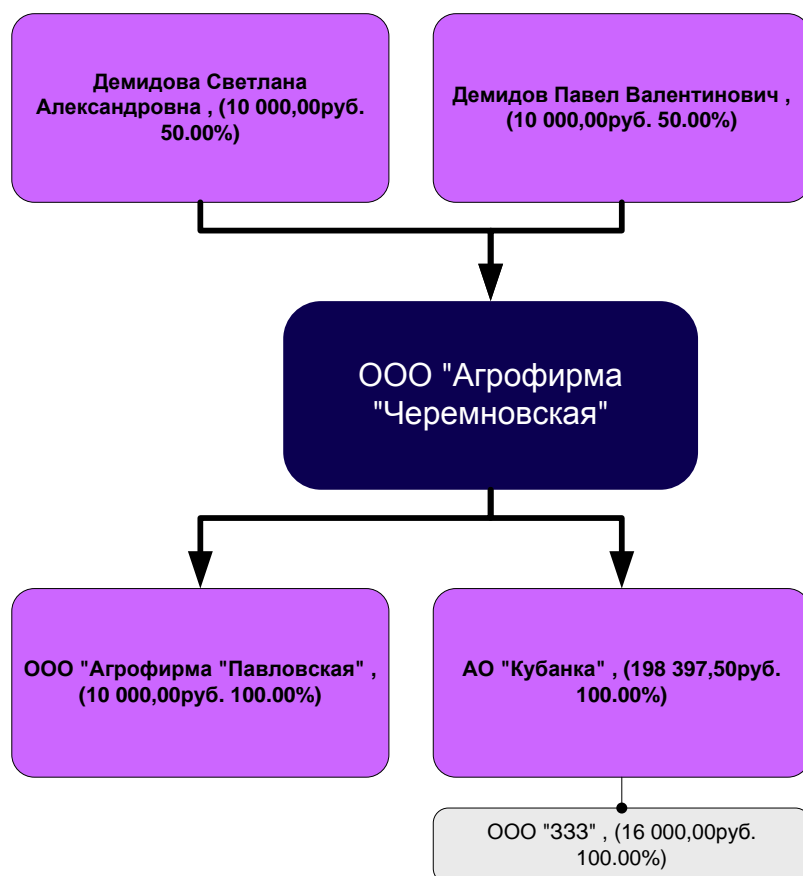 Демидова Светлана
Александровна , (10 000,00руб.
50.00%)
Демидов Павел Валентинович ,
(10 000,00руб. 50.00%)
ООО "Агрофирма
"Черемновская"
ООО "Агрофирма "Павловская" ,
(10 000,00руб. 100.00%)
АО "Кубанка" , (198 397,50руб.
100.00%)
ООО "ЗЗЗ" , (16 000,00руб.
100.00%)